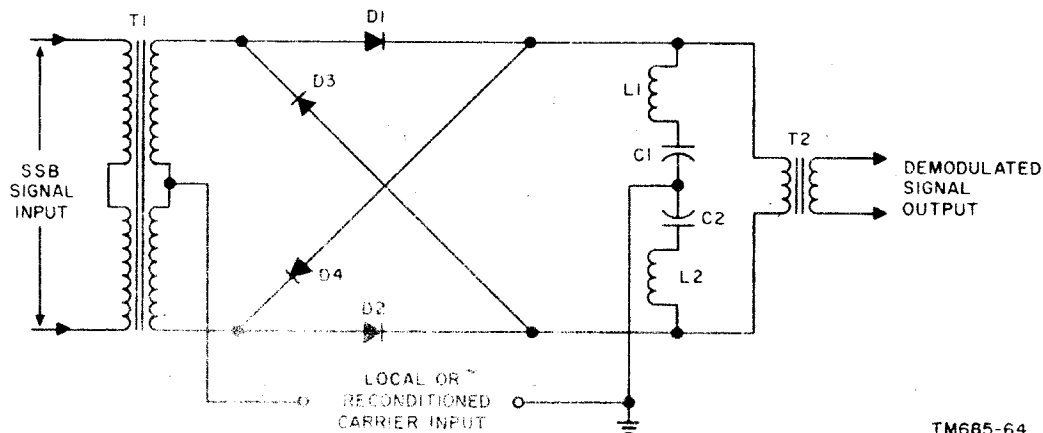 T1
D1
D3
L1
T2
C1
SSB
SIGNAL
INPUT
DEMODULATED
SIGNAL
OUTPUT
C2
D4
L2
D2
LOCAL OR
RECONDITIONED
CARRIER INPUT
TM685-64